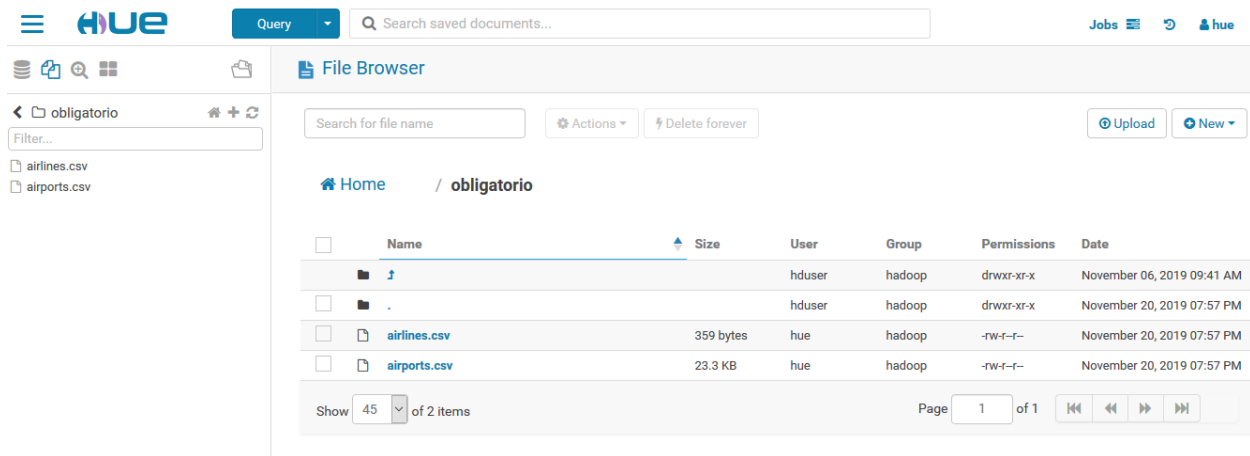 HUE
Query
Search saved documents...
Jobs
hue
obligatorio
Filter...
airlines.csv
airports.csv
File Browser
Search for file name
Actions
Delete forever
Upload
New
Home / obligatorio
Name Size User Group Permissions Date
hduser hadoop drwxr-xr-x November 06, 2019 09:41 AM
. hduser hadoop drwxr-xr-x November 20, 2019 07:57 PM
airlines.csv 359 bytes hue hadoop -rw-r--r-- November 20, 2019 07:57 PM
airports.csv 23.3 KB hue hadoop -rw-r--r-- November 20, 2019 07:57 PM
Show 45 of 2 items
Page 1 of 1